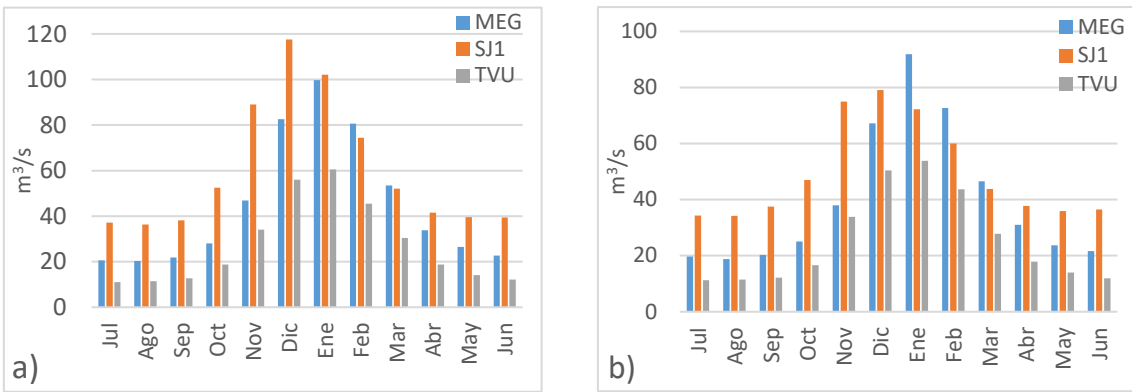 MEG
SJ1
TVU
120
100
80
60
40
20
0
m³/s
Jul Ago Sep Oct Nov Dic Ene Feb Mar Abr May Jun
a)
MEG
SJ1
TVU
100
80
60
40
20
0
m³/s
Jul Ago Sep Oct Nov Dic Ene Feb Mar Abr May Jun
b)